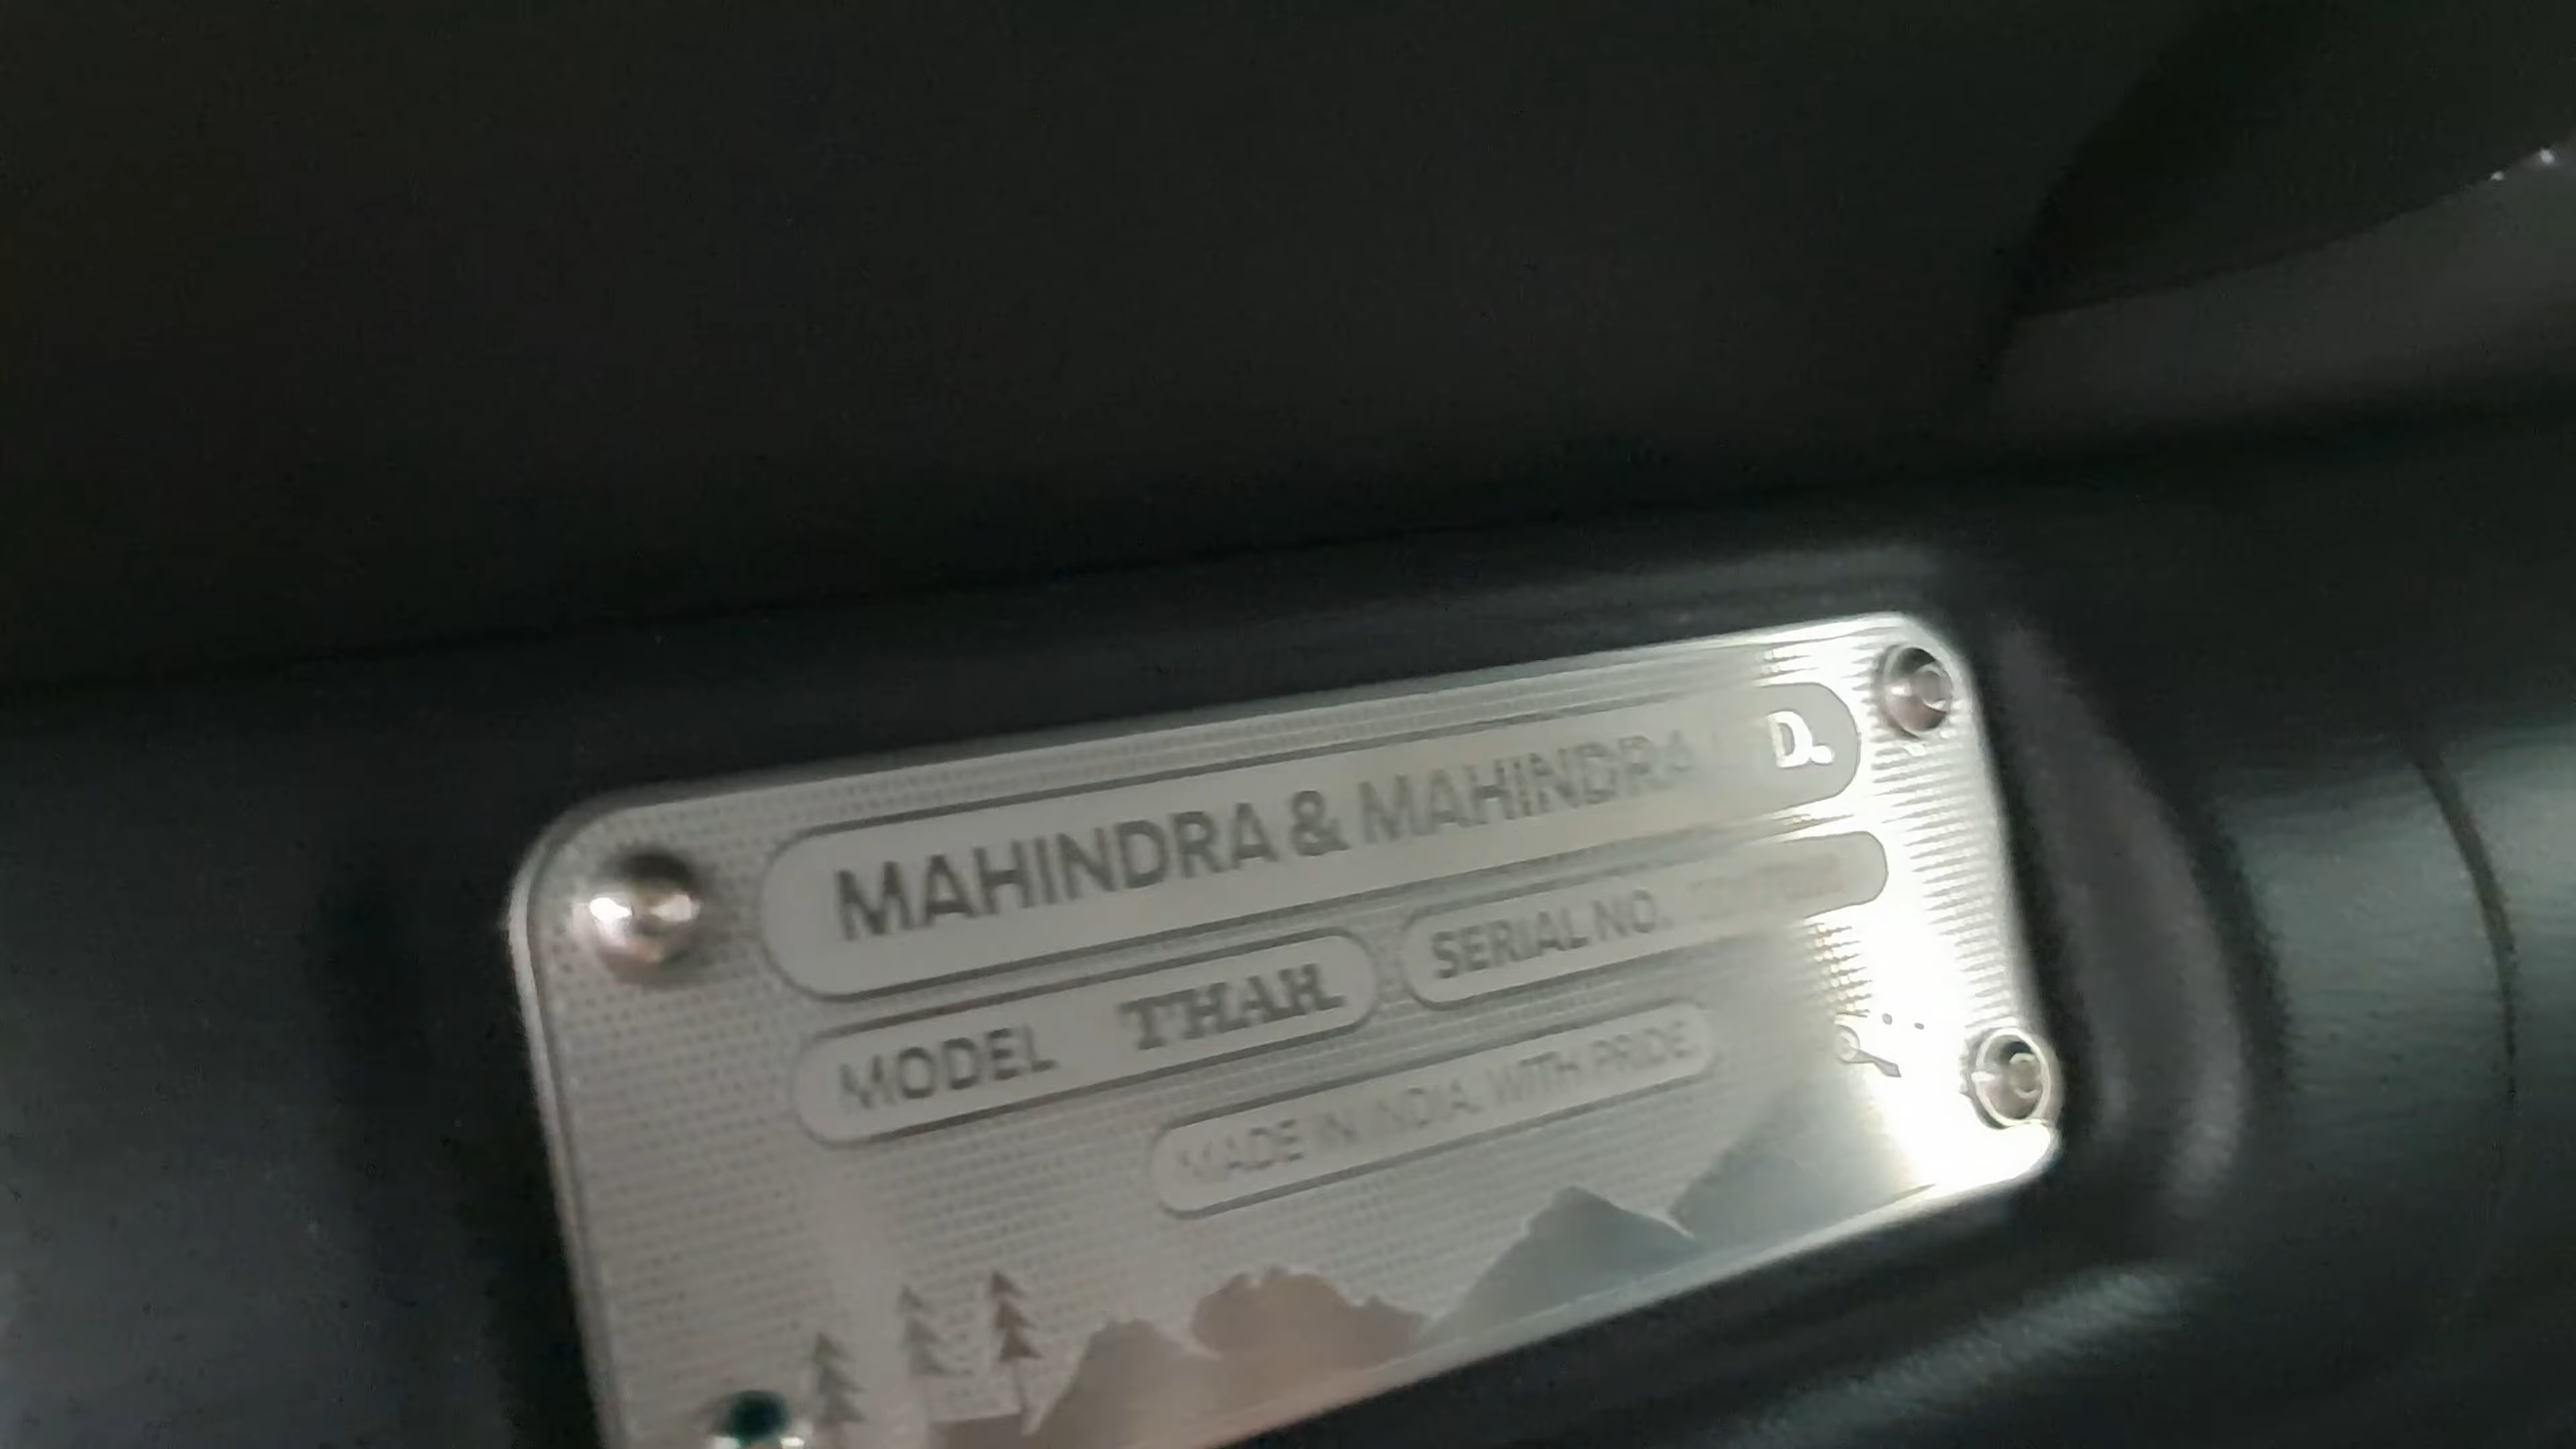 MAHINDRA & MAHINDRA D.
MODEL THAR SERIAL NO.
MADE IN INDIA, WITH PRIDE